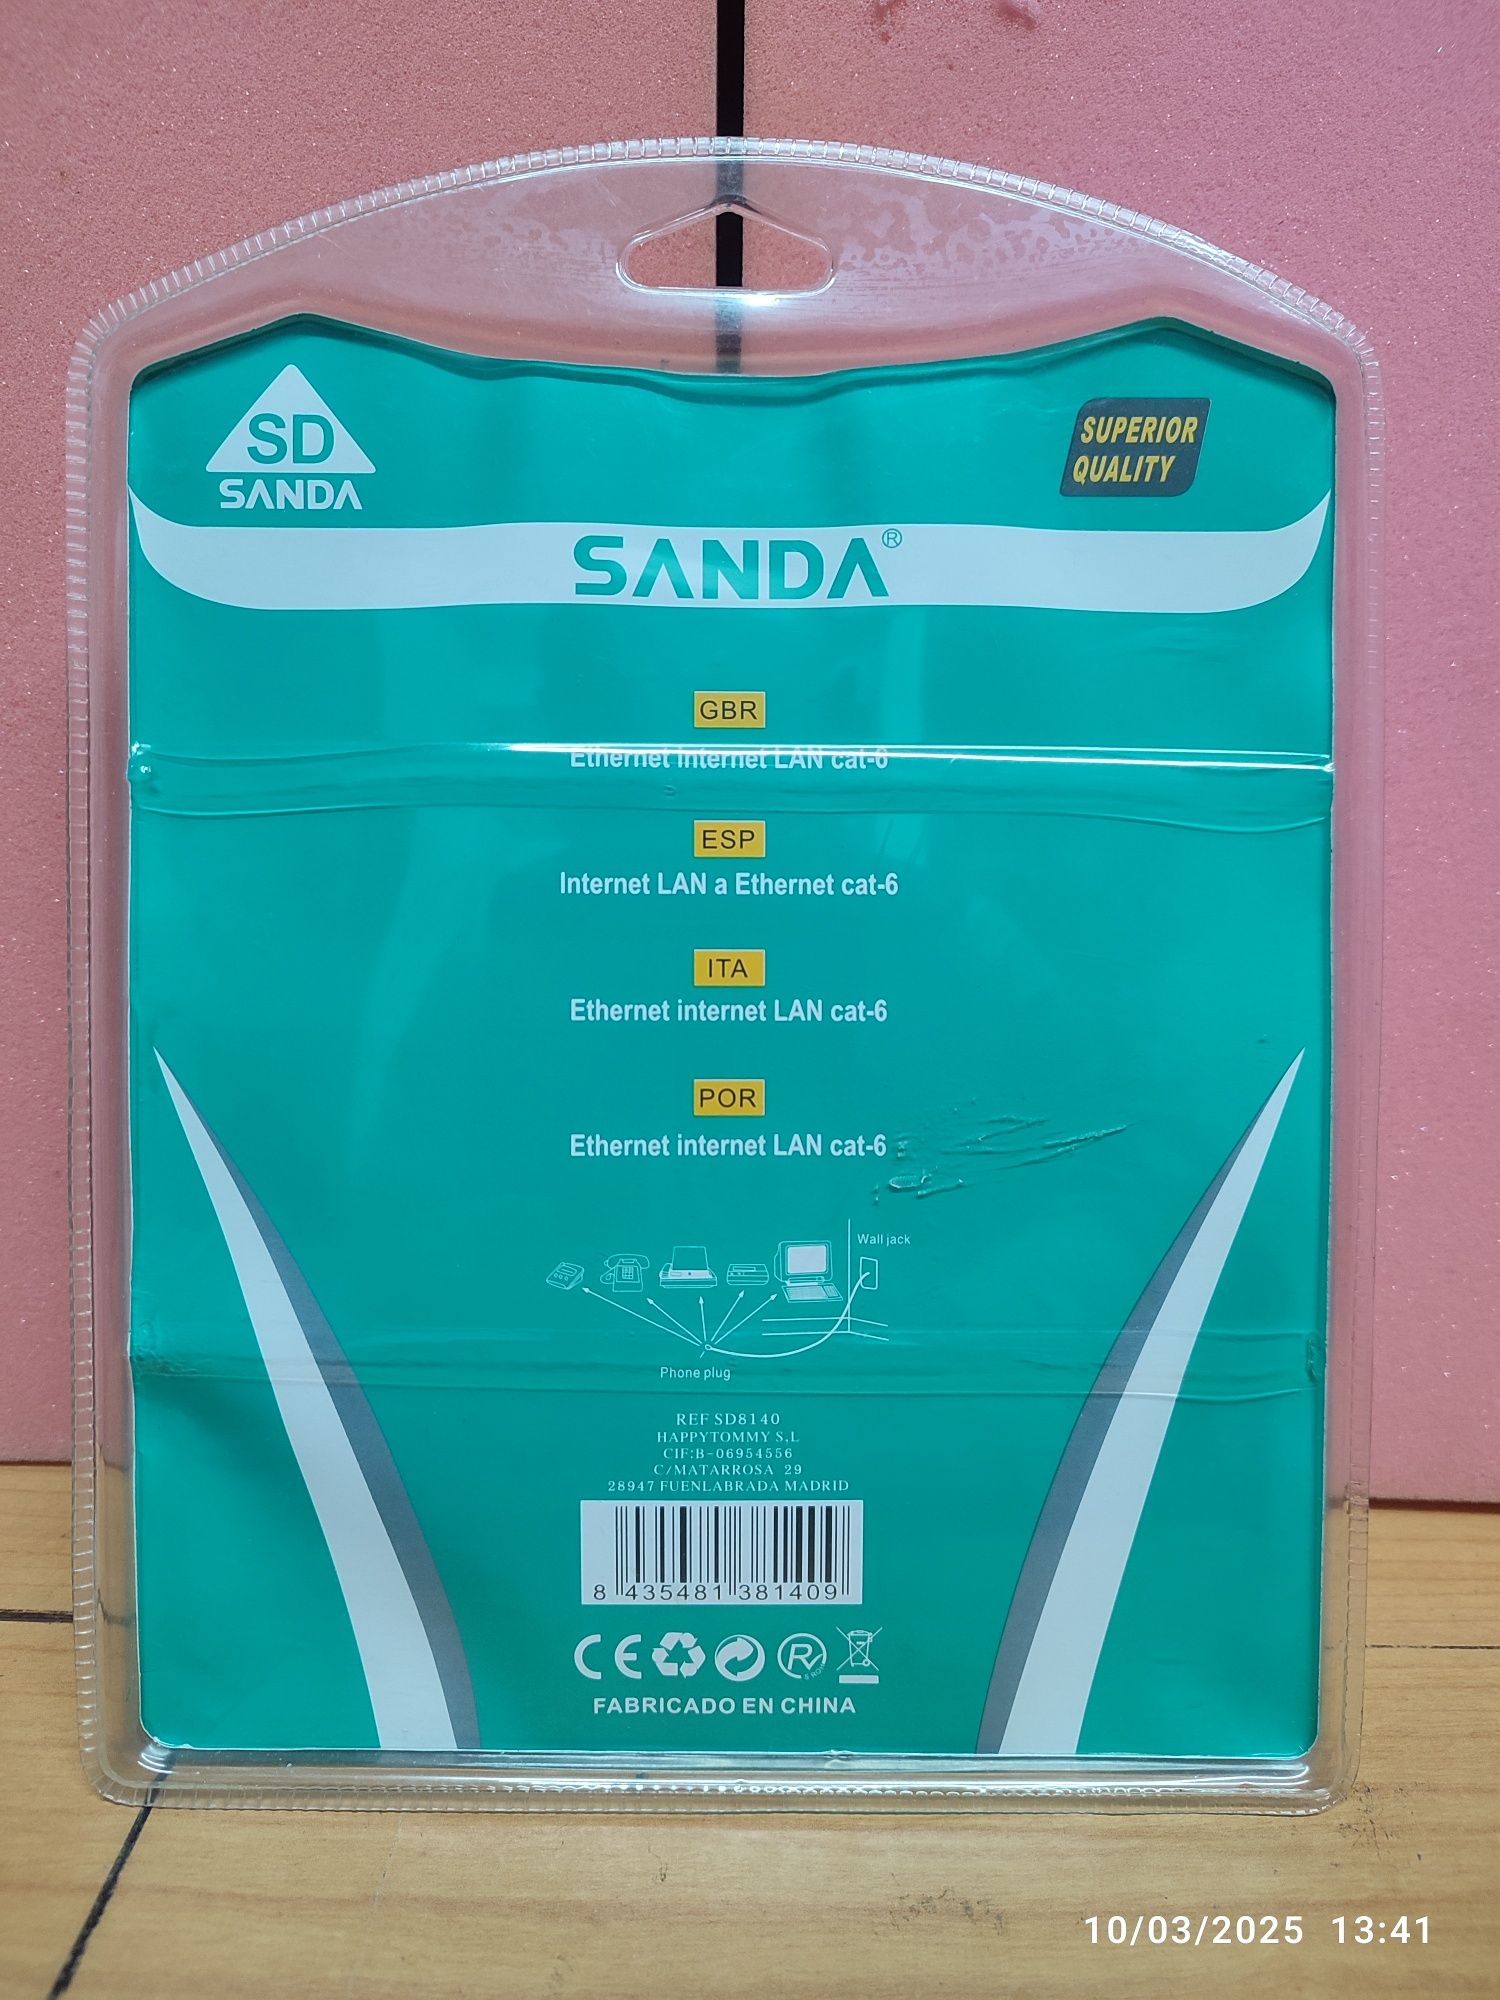 SD
SANDA
SUPERIOR
QUALITY
SANDA®
GBR
Ethernet internet LAN cat-6
ESP
Internet LAN a Ethernet cat-6
ITA
Ethernet internet LAN cat-6
POR
Ethernet internet LAN cat-6
Wall jack
Phone plug
REF SD8140
HAPPYTOMMY S,L
CIF:B-06954556
C/MATARROSA 29
28947 FUENLABRADA MADRID
8 435481 381409
CE
R
FABRICADO EN CHINA
10/03/2025 13:41